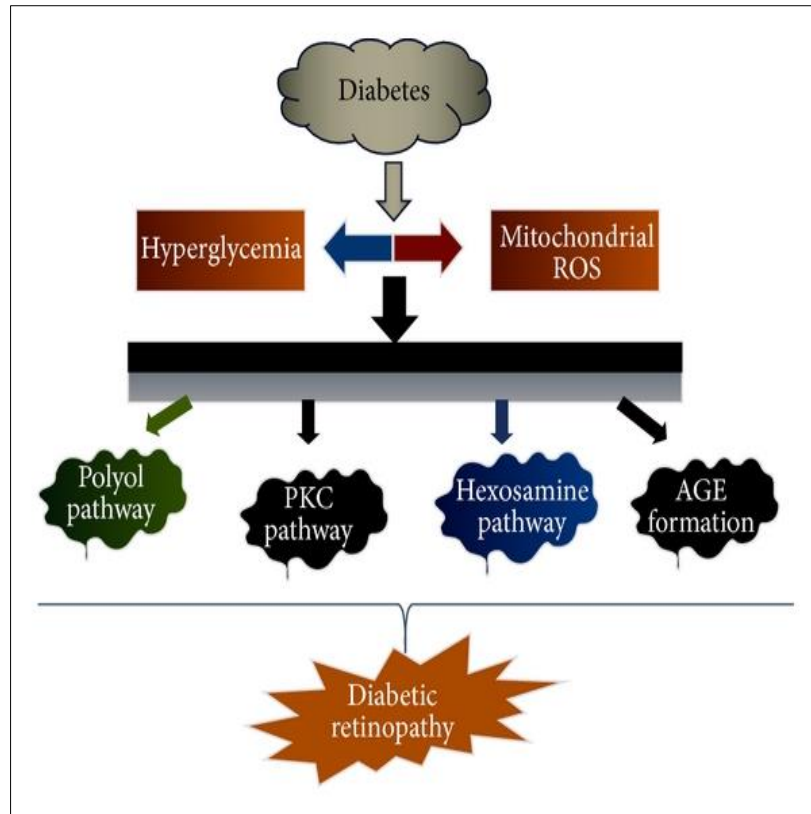 Diabetes
Hyperglycemia
Mitochondrial
ROS
Polyol
pathway
PKC
pathway
Hexosamine
pathway
AGE
formation
Diabetic
retinopathy